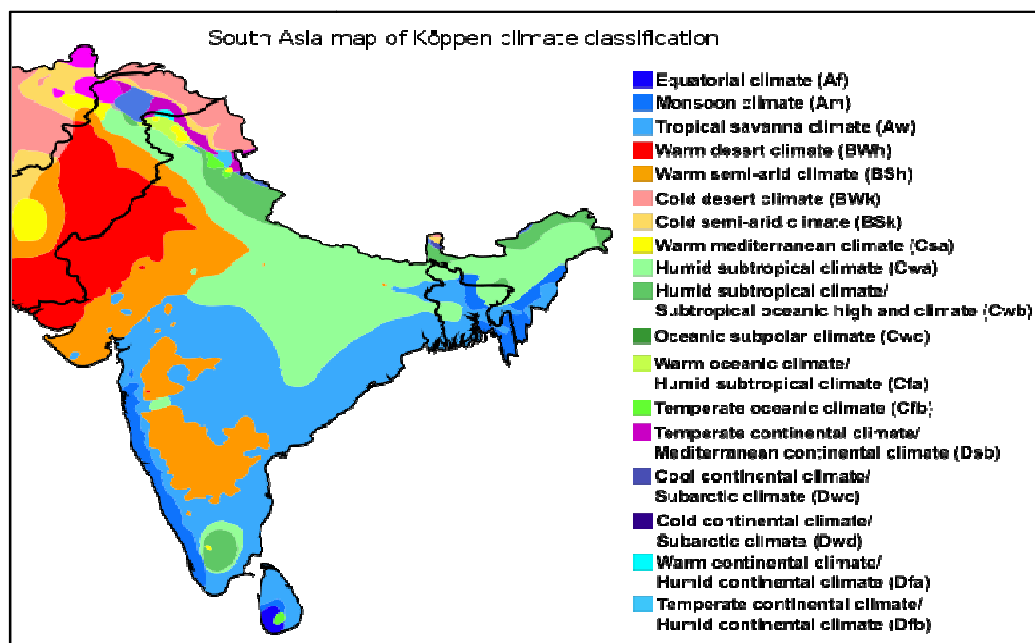 South Asia map of Köppen climate classification
Equatorial climate (Af)
Monsoon climate (Am)
Tropical savanna climate (Aw)
Warm desert climate (BWh)
Warm semi-arid climate (BSh)
Cold desert climate (BWk)
Cold semi-arid climate (BSk)
Warm mediterranean climate (Csa)
Humid subtropical climate (Cwa)
Humid subtropical climate/
Subtropical oceanic high and climate (Cwb)
Oceanic subpolar climate (Cwc)
Warm oceanic climate/
Humid subtropical climate (Cfa)
Temperate oceanic climate (Cfb)
Temperate continental climate/
Mediterranean continental climate (Dsb)
Cool continental climate/
Subarctic climate (Dwc)
Cold continental climate/
Subarctic climate (Dwd)
Warm continental climate/
Humid continental climate (Dfa)
Temperate continental climate/
Humid continental climate (Dfb)